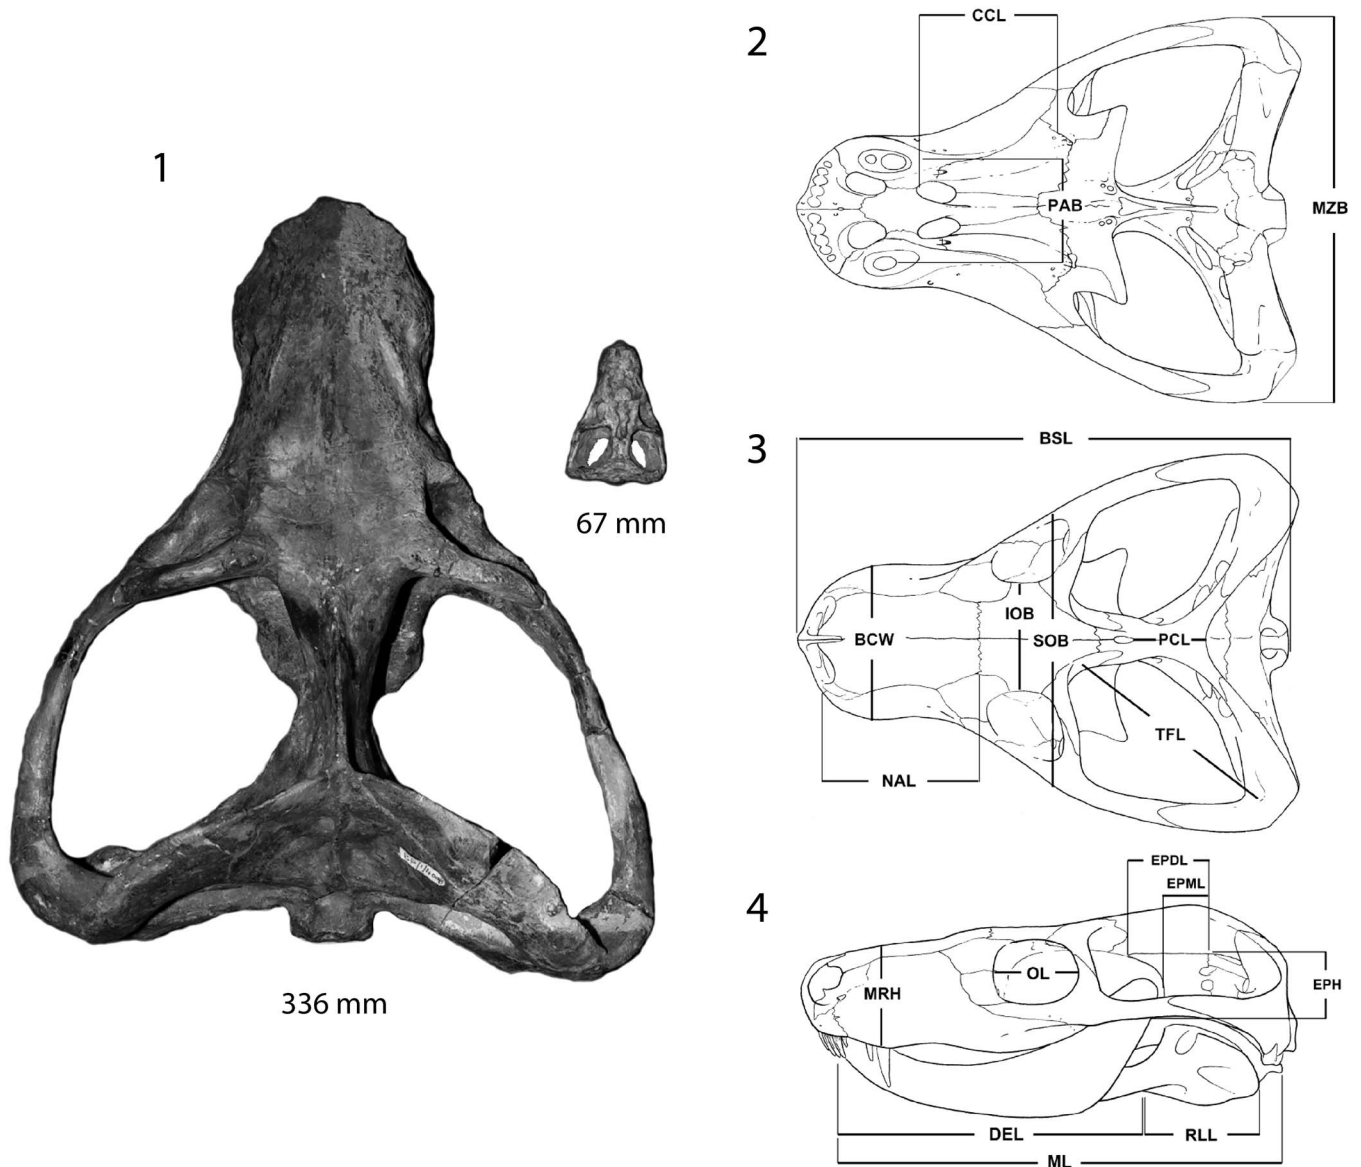 1
67 mm
336 mm
2
CCL
PAB
MZB
3
BSL
BCW
IOB
SOB
PCL
TFL
NAL
4
EPDL
EPML
OL
MRH
EPH
DEL
RLL
ML